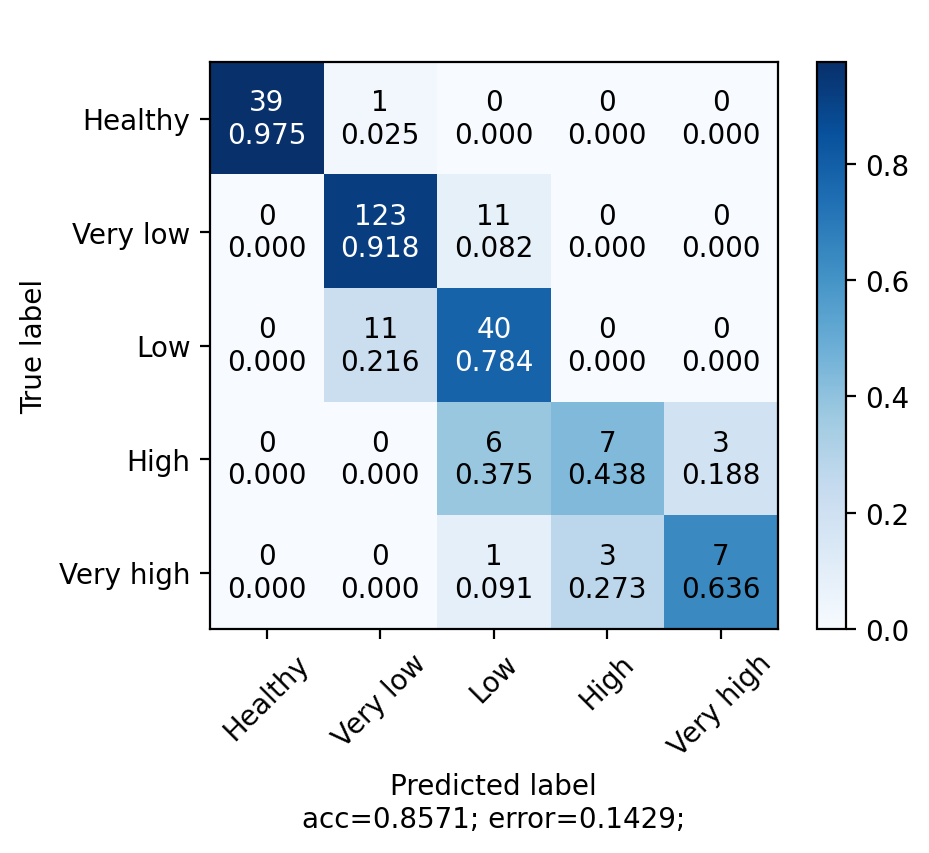 39 1 0 0 0
Healthy
0.975 0.025 0.000 0.000 0.000
0.8
0 123 11 0 0
Very low
0.000 0.918 0.082 0.000 0.000
0.6
True label
0 11 40 0 0
Low
0.000 0.216 0.784 0.000 0.000
0.4
0 0 6 7 3
High
0.000 0.000 0.375 0.438 0.188
0.2
0 0 1 3 7
Very high
0.000 0.000 0.091 0.273 0.636
0.0
Healthy Very low Low High Very high
Predicted label
acc=0.8571; error=0.1429;